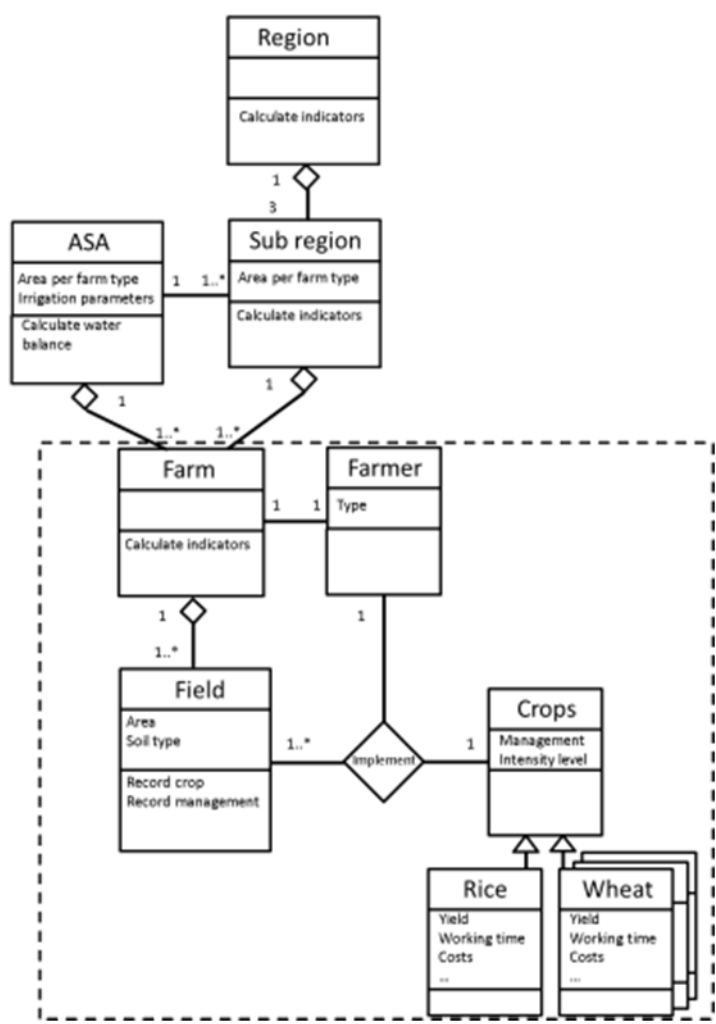 Region
Calculate indicators
1
3
ASA
Area per farm type
Irrigation parameters
Calculate water
balance
1 1..*
Sub region
Area per farm type
Calculate indicators
1
1
1..* 1..*
Farm
Calculate indicators
1 1
Farmer
Type
1
1..*
1
Field
Area
Soil type
Record crop
Record management
1..*
Implement
1
Crops
Management
Intensity level
Rice
Yield
Working time
Costs
..
Wheat
Yield
Working time
Costs
...